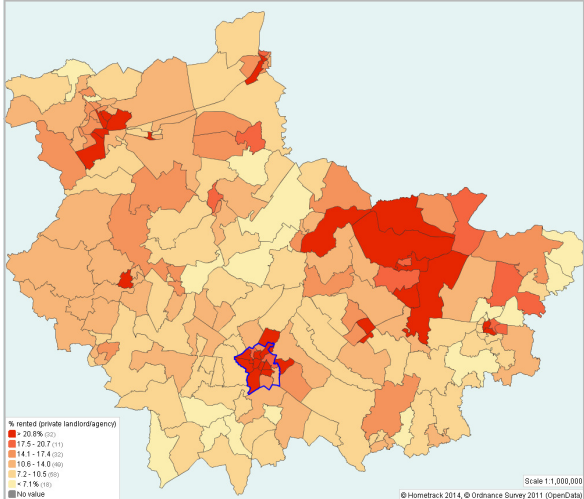 % rented (private landlord/agency)
> 20.8% (32)
17.5 - 20.7 (11)
14.1 - 17.4 (32)
10.6 - 14.0 (49)
7.2 - 10.5 (59)
< 7.1% (18)
No value
Scale 1:1,000,000
© Hometrack 2014, © Ordnance Survey 2011 (OpenData)